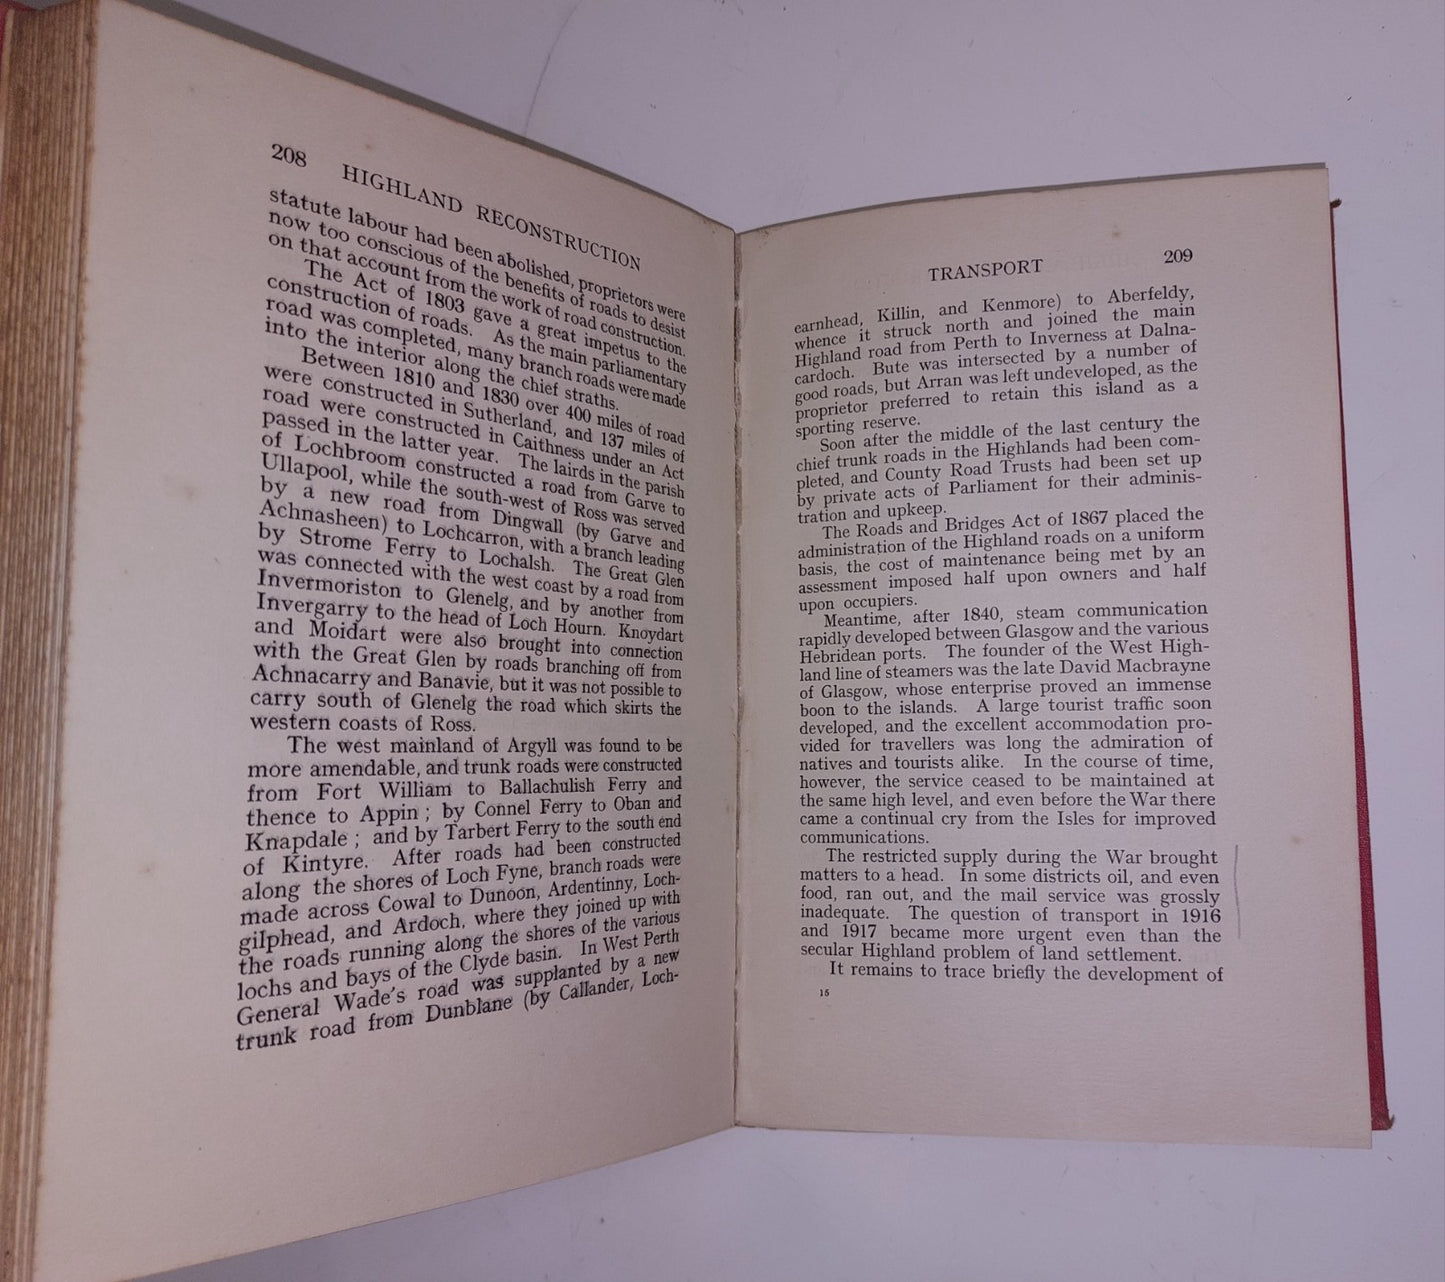 208 HIGHLAND RECONSTRUCTION
statute labour had been abolished, proprietors were
now too conscious of the benefits of roads to desist
on that account from the work of road construction.
The Act of 1803 gave a great impetus to the
construction of roads. As the main parliamentary
road was completed, many branch roads were made
into the interior along the chief straths.
Between 1810 and 1830 over 400 miles of road
were constructed in Sutherland, and 137 miles of
road were constructed in Caithness under an Act
passed in the latter year. The lairds in the parish
of Lochbroom constructed a road from Garve to
Ullapool, while the south-west of Ross was served
by a new road from Dingwall (by Garve and
Achnasheen) to Lochcarron, with a branch leading
by Strome Ferry to Lochalsh. The Great Glen
was connected with the west coast by a road from
Invermoriston to Glenelg, and by another from
Invergarry to the head of Loch Hourn. Knoydart
and Moidart were also brought into connection
with the Great Glen by roads branching off from
Achnacarry and Banavie, but it was not possible to
carry south of Glenelg the road which skirts the
western coasts of Ross.
The west mainland of Argyll was found to be
more amendable, and trunk roads were constructed
from Fort William to Ballachulish Ferry and
thence to Appin ; by Connel Ferry to Oban and
Knapdale ; and by Tarbert Ferry to the south end
of Kintyre. After roads had been constructed
along the shores of Loch Fyne, branch roads were
made across Cowal to Dunoon, Ardentinny, Loch-
gilphead, and Ardoch, where they joined up with
the roads running along the shores of the various
lochs and bays of the Clyde basin. In West Perth
General Wade's road was supplanted by a new
trunk road from Dunblane (by Callander, Loch-
TRANSPORT 209
earnhead, Killin, and Kenmore) to Aberfeldy,
whence it struck north and joined the main
Highland road from Perth to Inverness at Dalna-
cardoch. Bute was intersected by a number of
good roads, but Arran was left undeveloped, as the
proprietor preferred to retain this island as a
sporting reserve.
Soon after the middle of the last century the
chief trunk roads in the Highlands had been com-
pleted, and County Road Trusts had been set up
by private acts of Parliament for their adminis-
tration and upkeep.
The Roads and Bridges Act of 1867 placed the
administration of the Highland roads on a uniform
basis, the cost of maintenance being met by an
assessment imposed half upon owners and half
upon occupiers.
Meantime, after 1840, steam communication
rapidly developed between Glasgow and the various
Hebridean ports. The founder of the West High-
land line of steamers was the late David Macbrayne
of Glasgow, whose enterprise proved an immense
boon to the islands. A large tourist traffic soon
developed, and the excellent accommodation pro-
vided for travellers was long the admiration of
natives and tourists alike. In the course of time,
however, the service ceased to be maintained at
the same high level, and even before the War there
came a continual cry from the Isles for improved
communications.
The restricted supply during the War brought
matters to a head. In some districts oil, and even
food, ran out, and the mail service was grossly
inadequate. The question of transport in 1916
and 1917 became more urgent even than the
secular Highland problem of land settlement.
It remains to trace briefly the development of
15